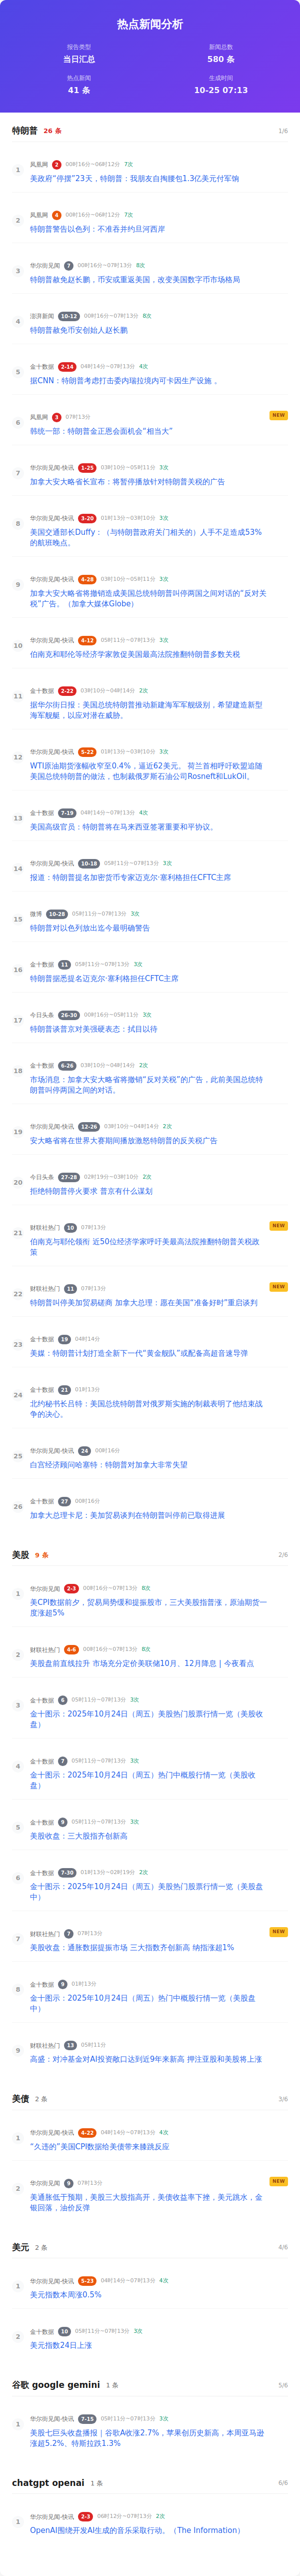 热点新闻分析
报告类型
当日汇总
新闻总数
580 条
热点新闻
41 条
生成时间
10-25 07:13
特朗普 26 条 1/6
1
凤凰网 2 00时16分~06时12分 7次
美政府“停摆”23天，特朗普：我朋友自掏腰包1.3亿美元付军饷
2
凤凰网 4 00时16分~06时12分 7次
特朗普警告以色列：不准吞并约旦河西岸
3
华尔街见闻 7 00时16分~07时13分 8次
特朗普赦免赵长鹏，币安或重返美国，改变美国数字币市场格局
4
澎湃新闻 10-12 00时16分~07时13分 8次
特朗普赦免币安创始人赵长鹏
5
金十数据 2-14 04时14分~07时13分 4次
据CNN：特朗普考虑打击委内瑞拉境内可卡因生产设施 。
6
凤凰网 3 07时13分 NEW
韩统一部：特朗普金正恩会面机会“相当大”
7
华尔街见闻-快讯 1-25 03时10分~05时11分 3次
加拿大安大略省长宣布：将暂停播放针对特朗普关税的广告
8
华尔街见闻-快讯 3-20 01时13分~03时10分 3次
美国交通部长Duffy：（与特朗普政府关门相关的）人手不足造成53%
的航班晚点。
9
华尔街见闻-快讯 4-28 03时10分~05时11分 3次
加拿大安大略省将撤销造成美国总统特朗普叫停两国之间对话的“反对关
税”广告。（加拿大媒体Globe）
10
华尔街见闻-快讯 4-12 05时11分~07时13分 3次
伯南克和耶伦等经济学家敦促美国最高法院推翻特朗普多数关税
11
金十数据 2-22 03时10分~04时14分 2次
据华尔街日报：美国总统特朗普推动新建海军军舰级别，希望建造新型
海军舰艇，以应对潜在威胁。
12
华尔街见闻-快讯 5-22 01时13分~03时10分 3次
WTI原油期货涨幅收窄至0.4%，逼近62美元。 荷兰首相呼吁欧盟追随
美国总统特朗普的做法，也制裁俄罗斯石油公司Rosneft和LukOil。
13
金十数据 7-19 04时14分~07时13分 4次
美国高级官员：特朗普将在马来西亚签署重要和平协议。
14
华尔街见闻-快讯 10-18 05时11分~07时13分 3次
报道：特朗普提名加密货币专家迈克尔·塞利格担任CFTC主席
15
微博 10-28 05时11分~07时13分 3次
特朗普对以色列放出迄今最明确警告
16
金十数据 11 05时11分~07时13分 3次
特朗普据悉提名迈克尔·塞利格担任CFTC主席
17
今日头条 26-30 00时16分~05时11分 3次
特朗普谈普京对美强硬表态：拭目以待
18
金十数据 6-26 03时10分~04时14分 2次
市场消息：加拿大安大略省将撤销“反对关税”的广告，此前美国总统特
朗普叫停两国之间的对话。
19
华尔街见闻-快讯 12-26 03时10分~04时14分 2次
安大略省将在世界大赛期间播放激怒特朗普的反关税广告
20
今日头条 27-28 02时19分~03时10分 2次
拒绝特朗普停火要求 普京有什么谋划
21
财联社热门 10 07时13分 NEW
伯南克与耶伦领衔 近50位经济学家呼吁美最高法院推翻特朗普关税政
策
22
财联社热门 11 07时13分 NEW
特朗普叫停美加贸易磋商 加拿大总理：愿在美国“准备好时”重启谈判
23
金十数据 19 04时14分
美媒：特朗普计划打造全新下一代“黄金舰队”或配备高超音速导弹
24
金十数据 21 01时13分
北约秘书长吕特：美国总统特朗普对俄罗斯实施的制裁表明了他结束战
争的决心。
25
华尔街见闻-快讯 24 00时16分
白宫经济顾问哈塞特：特朗普对加拿大非常失望
26
金十数据 27 00时16分
加拿大总理卡尼：美加贸易谈判在特朗普叫停前已取得进展
美股 9 条 2/6
1
华尔街见闻 2-3 00时16分~07时13分 8次
美CPI数据前夕，贸易局势缓和提振股市，三大美股指普涨，原油期货一
度涨超5%
2
财联社热门 4-6 00时16分~07时13分 8次
美股盘前直线拉升 市场充分定价美联储10月、12月降息 | 今夜看点
3
金十数据 6 05时11分~07时13分 3次
金十图示：2025年10月24日（周五）美股热门股票行情一览（美股收
盘）
4
金十数据 7 05时11分~07时13分 3次
金十图示：2025年10月24日（周五）热门中概股行情一览（美股收
盘）
5
金十数据 9 05时11分~07时13分 3次
美股收盘：三大股指齐创新高
6
金十数据 7-30 01时13分~02时19分 2次
金十图示：2025年10月24日（周五）美股热门股票行情一览（美股盘
中）
7
财联社热门 7 07时13分 NEW
美股收盘：通胀数据提振市场 三大指数齐创新高 纳指涨超1%
8
金十数据 9 01时13分
金十图示：2025年10月24日（周五）热门中概股行情一览（美股盘
中）
9
财联社热门 13 05时11分
高盛：对冲基金对AI投资敞口达到近9年来新高 押注亚股和美股将上涨
美债 2 条 3/6
1
华尔街见闻-快讯 4-22 04时14分~07时13分 4次
“久违的”美国CPI数据给美债带来膝跳反应
2
华尔街见闻 9 07时13分 NEW
美通胀低于预期，美股三大股指高开，美债收益率下挫，美元跳水，金
银回落，油价反弹
美元 2 条 4/6
1
华尔街见闻-快讯 5-23 04时14分~07时13分 4次
美元指数本周涨0.5%
2
金十数据 10 05时11分~07时13分 3次
美元指数24日上涨
谷歌 google gemini 1 条 5/6
1
华尔街见闻-快讯 7-15 05时11分~07时13分 3次
美股七巨头收盘播报｜谷歌A收涨2.7%，苹果创历史新高，本周亚马逊
涨超5.2%、特斯拉跌1.3%
chatgpt openai 1 条 6/6
1
华尔街见闻-快讯 2-3 06时12分~07时13分 2次
OpenAI围绕开发AI生成的音乐采取行动。（The Information）